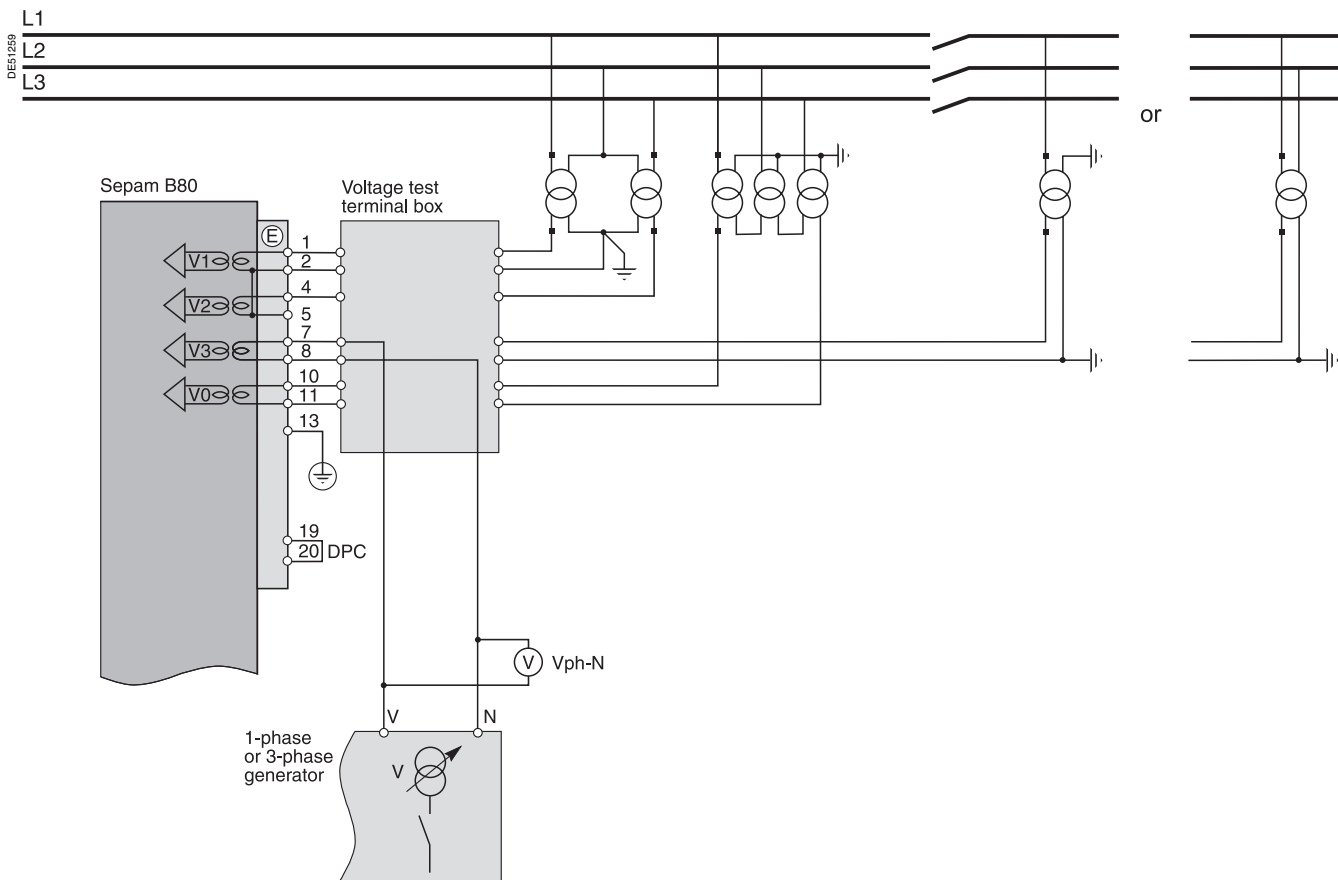 L1
DE51259
L2
L3
or
Sepam B80
Voltage test
terminal box
E
1
V1
2
4
V2
5
7
V3
8
10
V0
11
13
19
20 DPC
V Vph-N
V N
1-phase
or 3-phase
generator
V